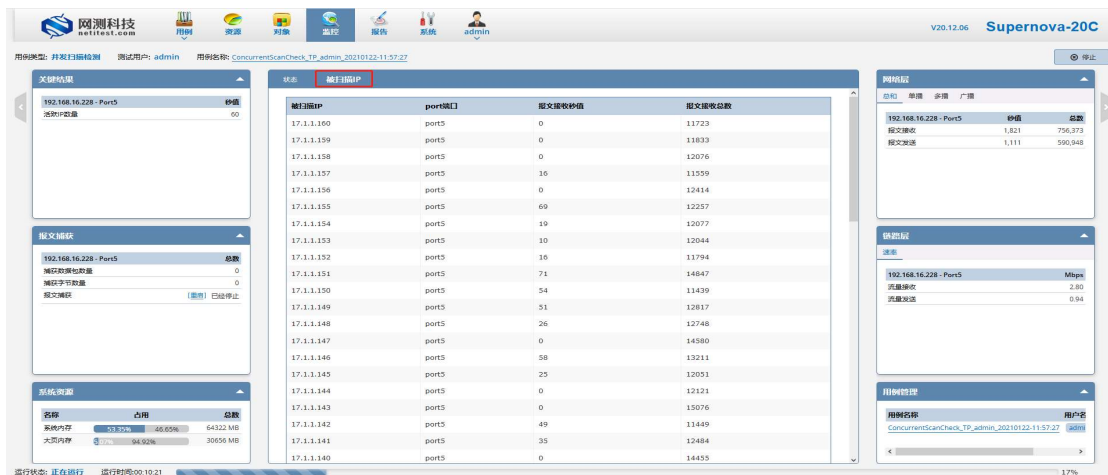 网测科技
netitest.com
用例
资源
对象
监控
报告
系统
admin
V20.12.06
Supernova-20C
用例类型: 并发扫描检测 测试用户: admin 用例名称: ConcurrentScanCheck_TP_admin_20210122-11:57:27
停止
关键结果
192.168.16.228 - Port5 秒值
活跃IP数量 60
报文捕获
192.168.16.228 - Port5 总数
捕获数据包数量 0
捕获字节数量 0
报文捕获 [重启] 已经停止
系统资源
名称 占用 总数
系统内存 53.35% 46.65% 64322 MB
大页内存 94.92% 30656 MB
状态 被扫描IP
被扫描IP port端口 报文接收秒值 报文接收总数
17.1.1.160 port5 0 11723
17.1.1.159 port5 0 11833
17.1.1.158 port5 0 12076
17.1.1.157 port5 16 11559
17.1.1.156 port5 0 12414
17.1.1.155 port5 69 12257
17.1.1.154 port5 19 12077
17.1.1.153 port5 10 12044
17.1.1.152 port5 16 11794
17.1.1.151 port5 71 14847
17.1.1.150 port5 54 11439
17.1.1.149 port5 51 12817
17.1.1.148 port5 26 12748
17.1.1.147 port5 0 14580
17.1.1.146 port5 58 13211
17.1.1.145 port5 25 12051
17.1.1.144 port5 0 12121
17.1.1.143 port5 0 15076
17.1.1.142 port5 49 11449
17.1.1.141 port5 35 12484
17.1.1.140 port5 0 14455
网络层
总和 单播 多播 广播
192.168.16.228 - Port5 秒值 总数
报文接收 1,821 756,373
报文发送 1,111 590,948
链路层
速率
192.168.16.228 - Port5 Mbps
流量接收 2.80
流量发送 0.94
用例管理
用例名称 用户名
ConcurrentScanCheck_TP_admin_20210122-11:57:27 admi
运行状态: 正在运行 运行时间:00:10:21 17%